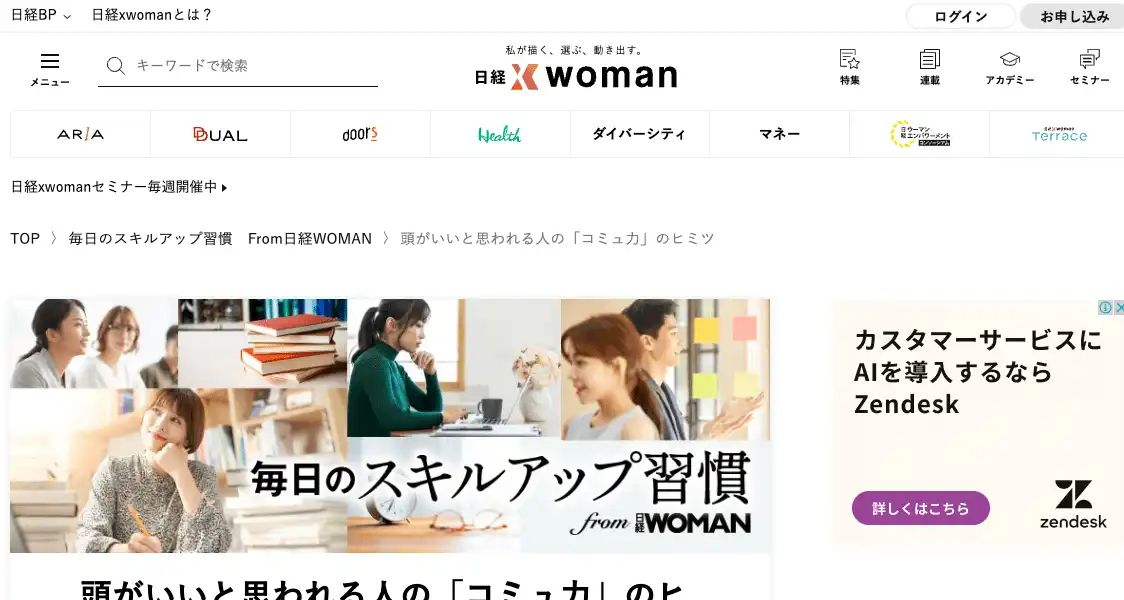 日経BP
日経xwomanとは？
ログイン
お申し込み
メニュー
キーワードで検索
私が描く、選ぶ、動き出す。
日経 X woman
特集
連載
アカデミー
セミナー
ARIA
DUAL
doors
Health
ダイバーシティ
マネー
日経ウーマンエンパワーメントコンソーシアム
日経xwoman
Terrace
日経xwomanセミナー毎週開催中
TOP 〉 毎日のスキルアップ習慣　From日経WOMAN 〉 頭がいいと思われる人の「コミュ力」のヒミツ
毎日のスキルアップ習慣
from 日経WOMAN
カスタマーサービスに
AIを導入するなら
Zendesk
詳しくはこちら
zendesk
頭がいいと思われる人の「コミュ力」のヒ